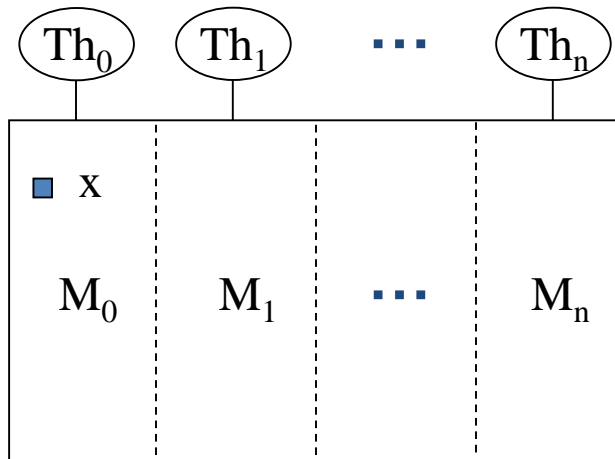 Th₀ Th₁ ... Thₙ
x
M₀ M₁ ... Mₙ